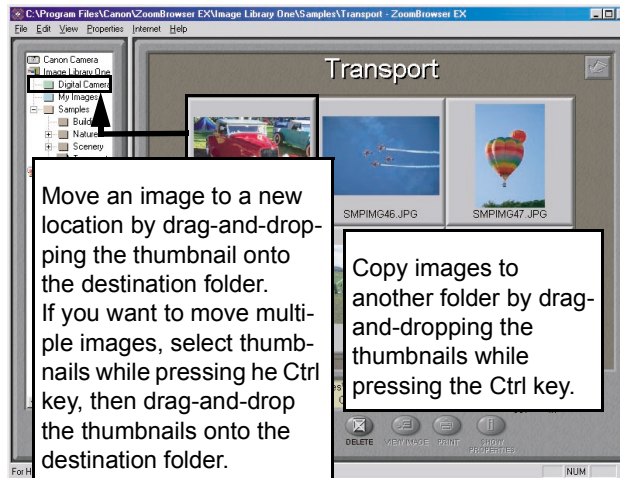 C:\Program Files\Canon\ZoomBrowser EX\Image Library One\Samples\Transport - ZoomBrowser EX
File Edit View Properties Internet Help
Canon Camera
Image Library One
Digital Camera
My Images
Samples
Build
Nature
Scenery
Transport
SMPIMG46.JPG
SMPIMG47.JPG
Move an image to a new
location by drag-and-drop-
ping the thumbnail onto
the destination folder.
If you want to move multi-
ple images, select thumb-
nails while pressing he Ctrl
key, then drag-and-drop
the thumbnails onto the
destination folder.
Copy images to
another folder by drag-
and-dropping the
thumbnails while
pressing the Ctrl key.
DELETE
VIEW IMAGE
PRINT
SHOW
PROPERTIES
For H
NUM